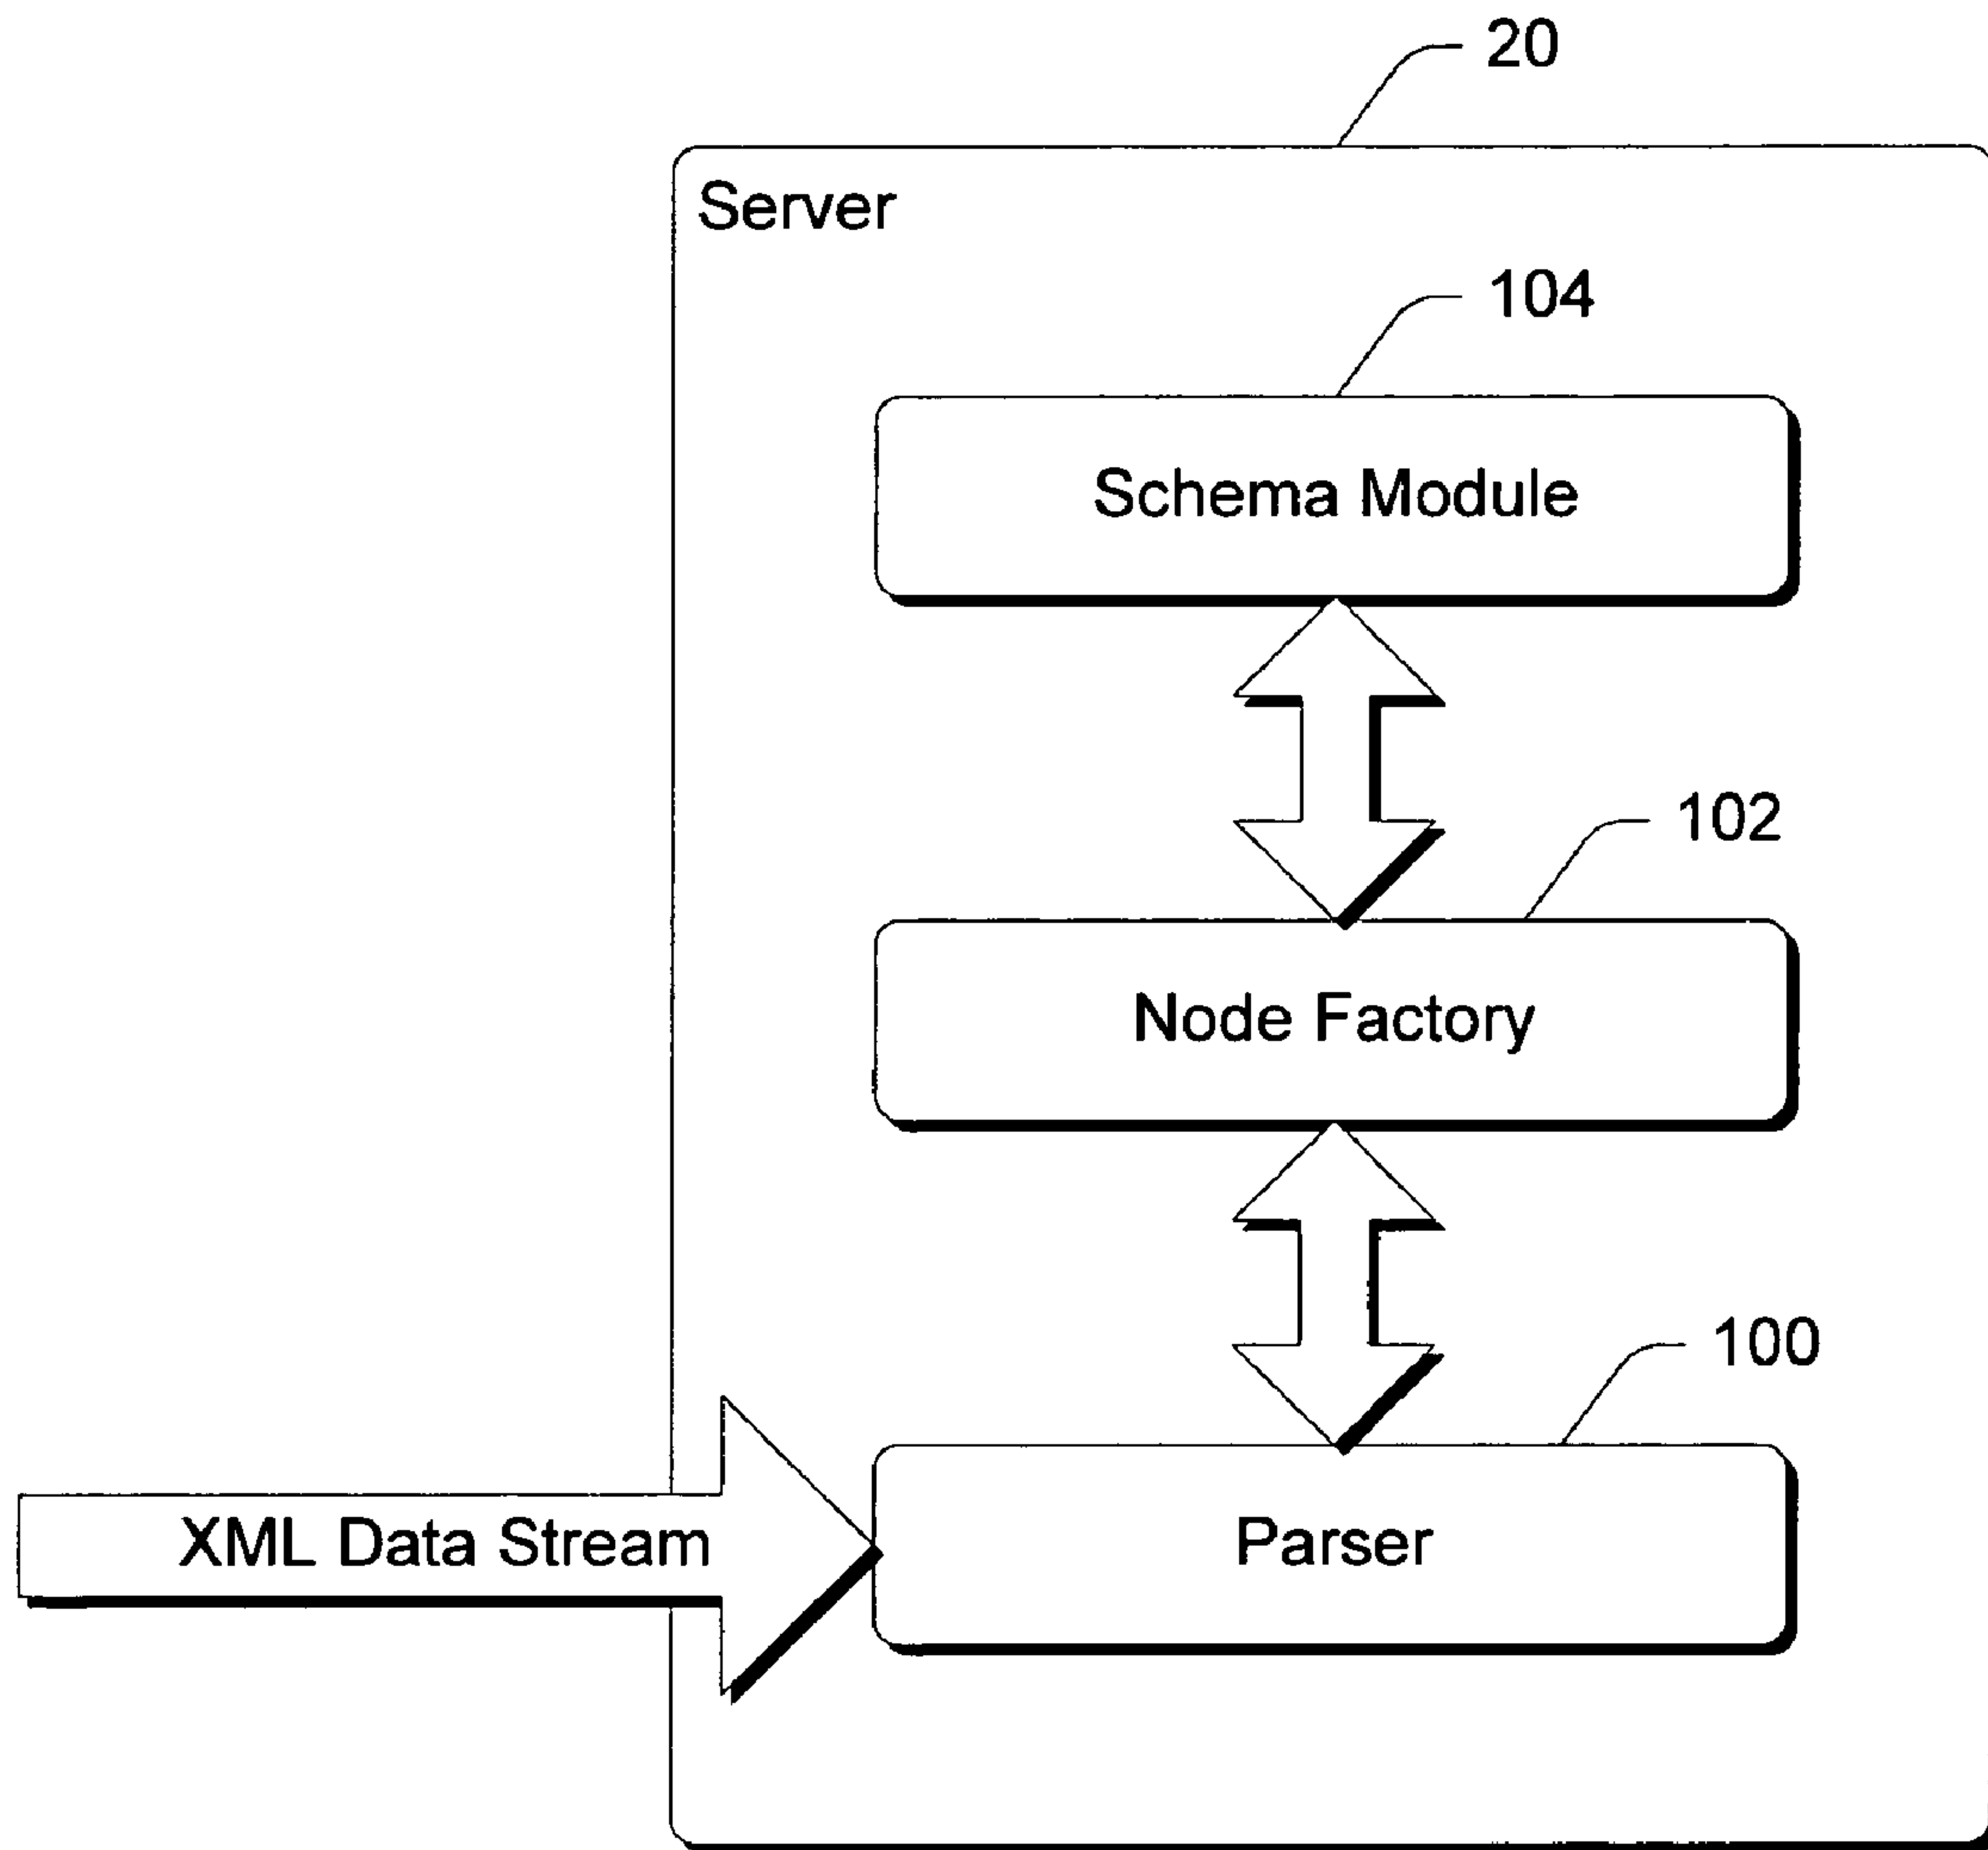 20
Server
104
Schema Module
102
Node Factory
100
XML Data Stream
Parser